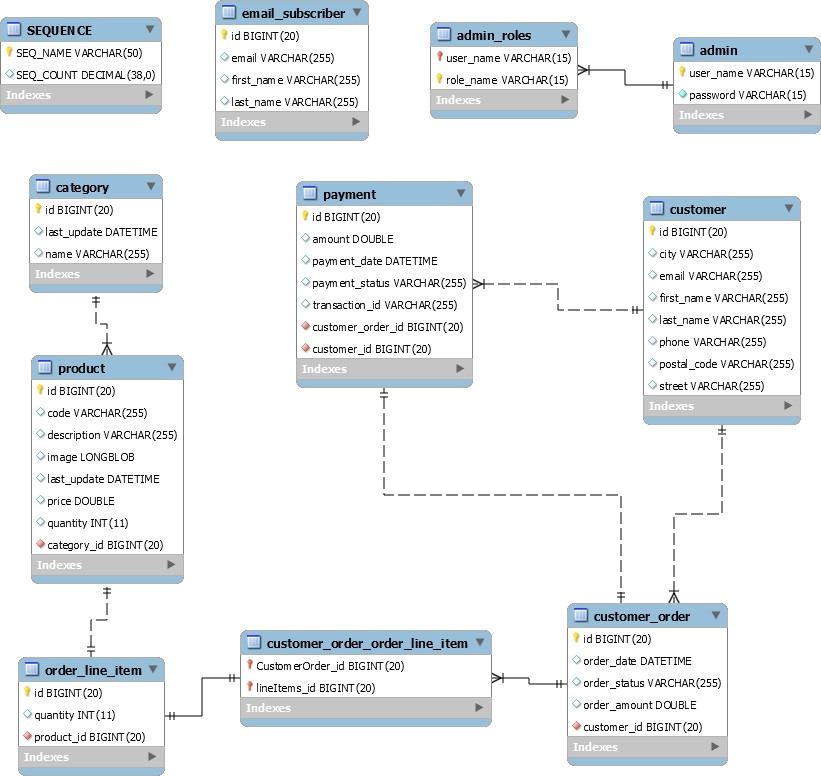 SEQUENCE
SEQ_NAME VARCHAR(50)
SEQ_COUNT DECIMAL(38,0)
Indexes
email_subscriber
id BIGINT(20)
email VARCHAR(255)
first_name VARCHAR(255)
last_name VARCHAR(255)
Indexes
admin_roles
user_name VARCHAR(15)
role_name VARCHAR(15)
Indexes
admin
user_name VARCHAR(15)
password VARCHAR(15)
Indexes
category
id BIGINT(20)
last_update DATETIME
name VARCHAR(255)
Indexes
payment
id BIGINT(20)
amount DOUBLE
payment_date DATETIME
payment_status VARCHAR(255)
transaction_id VARCHAR(255)
customer_order_id BIGINT(20)
customer_id BIGINT(20)
Indexes
customer
id BIGINT(20)
city VARCHAR(255)
email VARCHAR(255)
first_name VARCHAR(255)
last_name VARCHAR(255)
phone VARCHAR(255)
postal_code VARCHAR(255)
street VARCHAR(255)
Indexes
product
id BIGINT(20)
code VARCHAR(255)
description VARCHAR(255)
image LONGBLOB
last_update DATETIME
price DOUBLE
quantity INT(11)
category_id BIGINT(20)
Indexes
order_line_item
id BIGINT(20)
quantity INT(11)
product_id BIGINT(20)
Indexes
customer_order_order_line_item
CustomerOrder_id BIGINT(20)
lineItems_id BIGINT(20)
Indexes
customer_order
id BIGINT(20)
order_date DATETIME
order_status VARCHAR(255)
order_amount DOUBLE
customer_id BIGINT(20)
Indexes